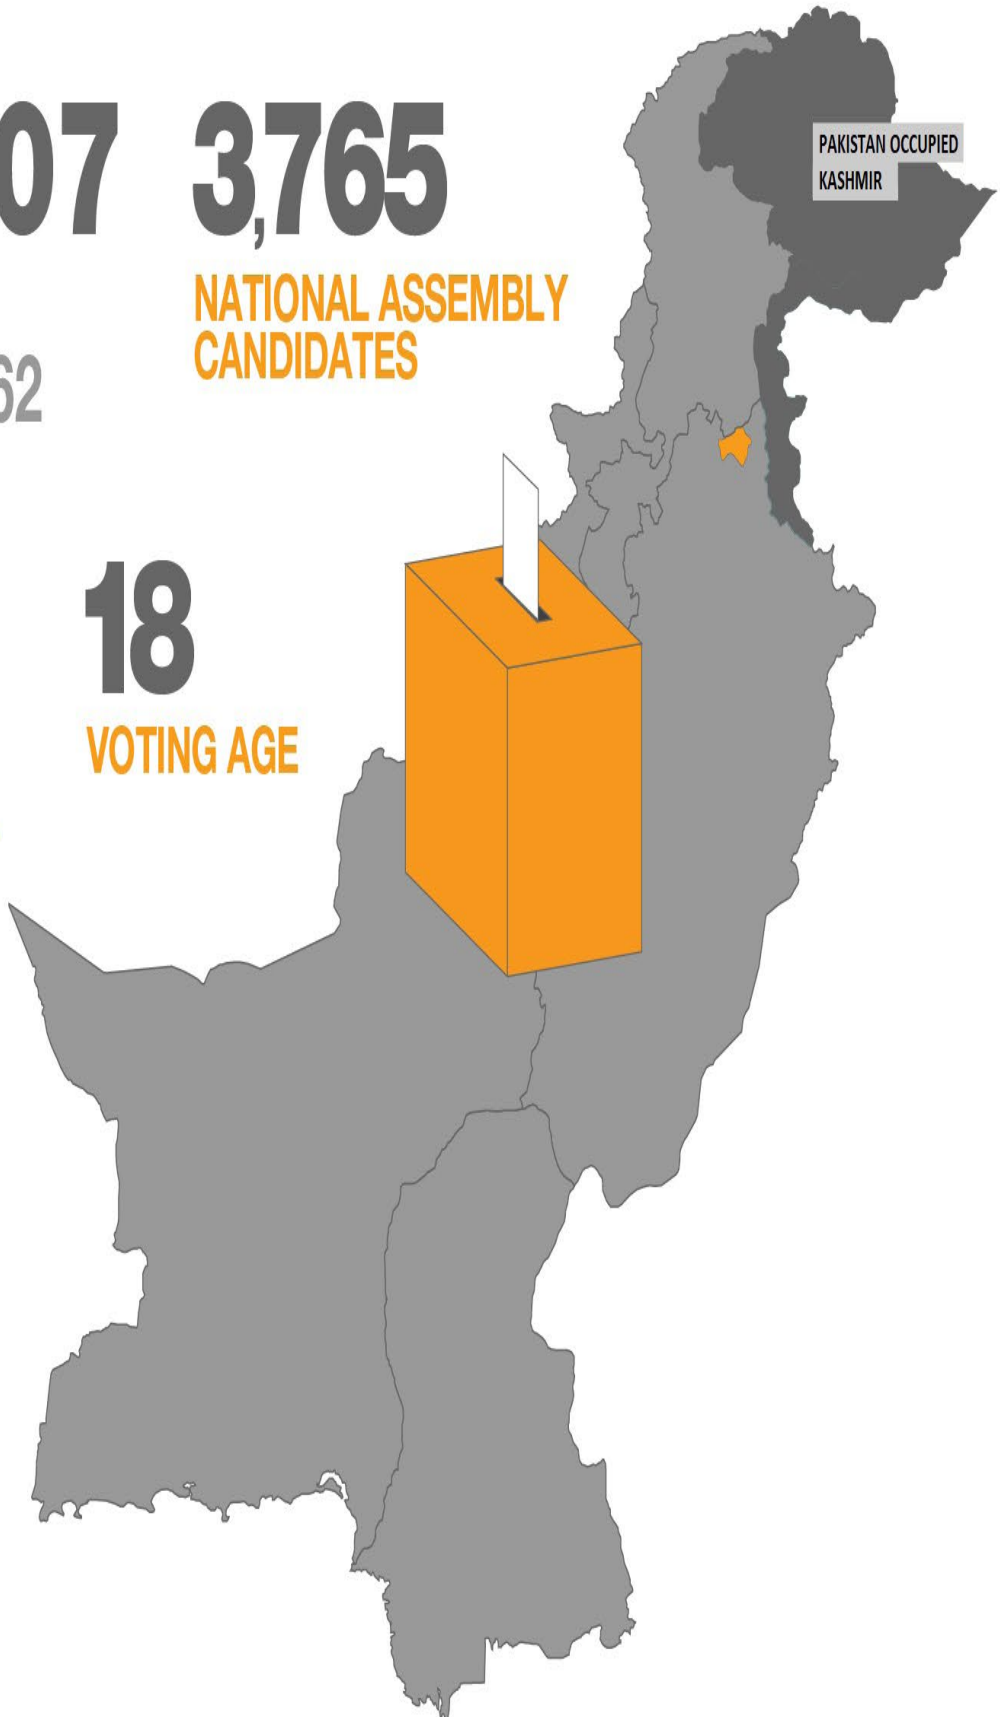 07 3,765
NATIONAL ASSEMBLY
CANDIDATES
62
18
VOTING AGE
PAKISTAN OCCUPIED
KASHMIR